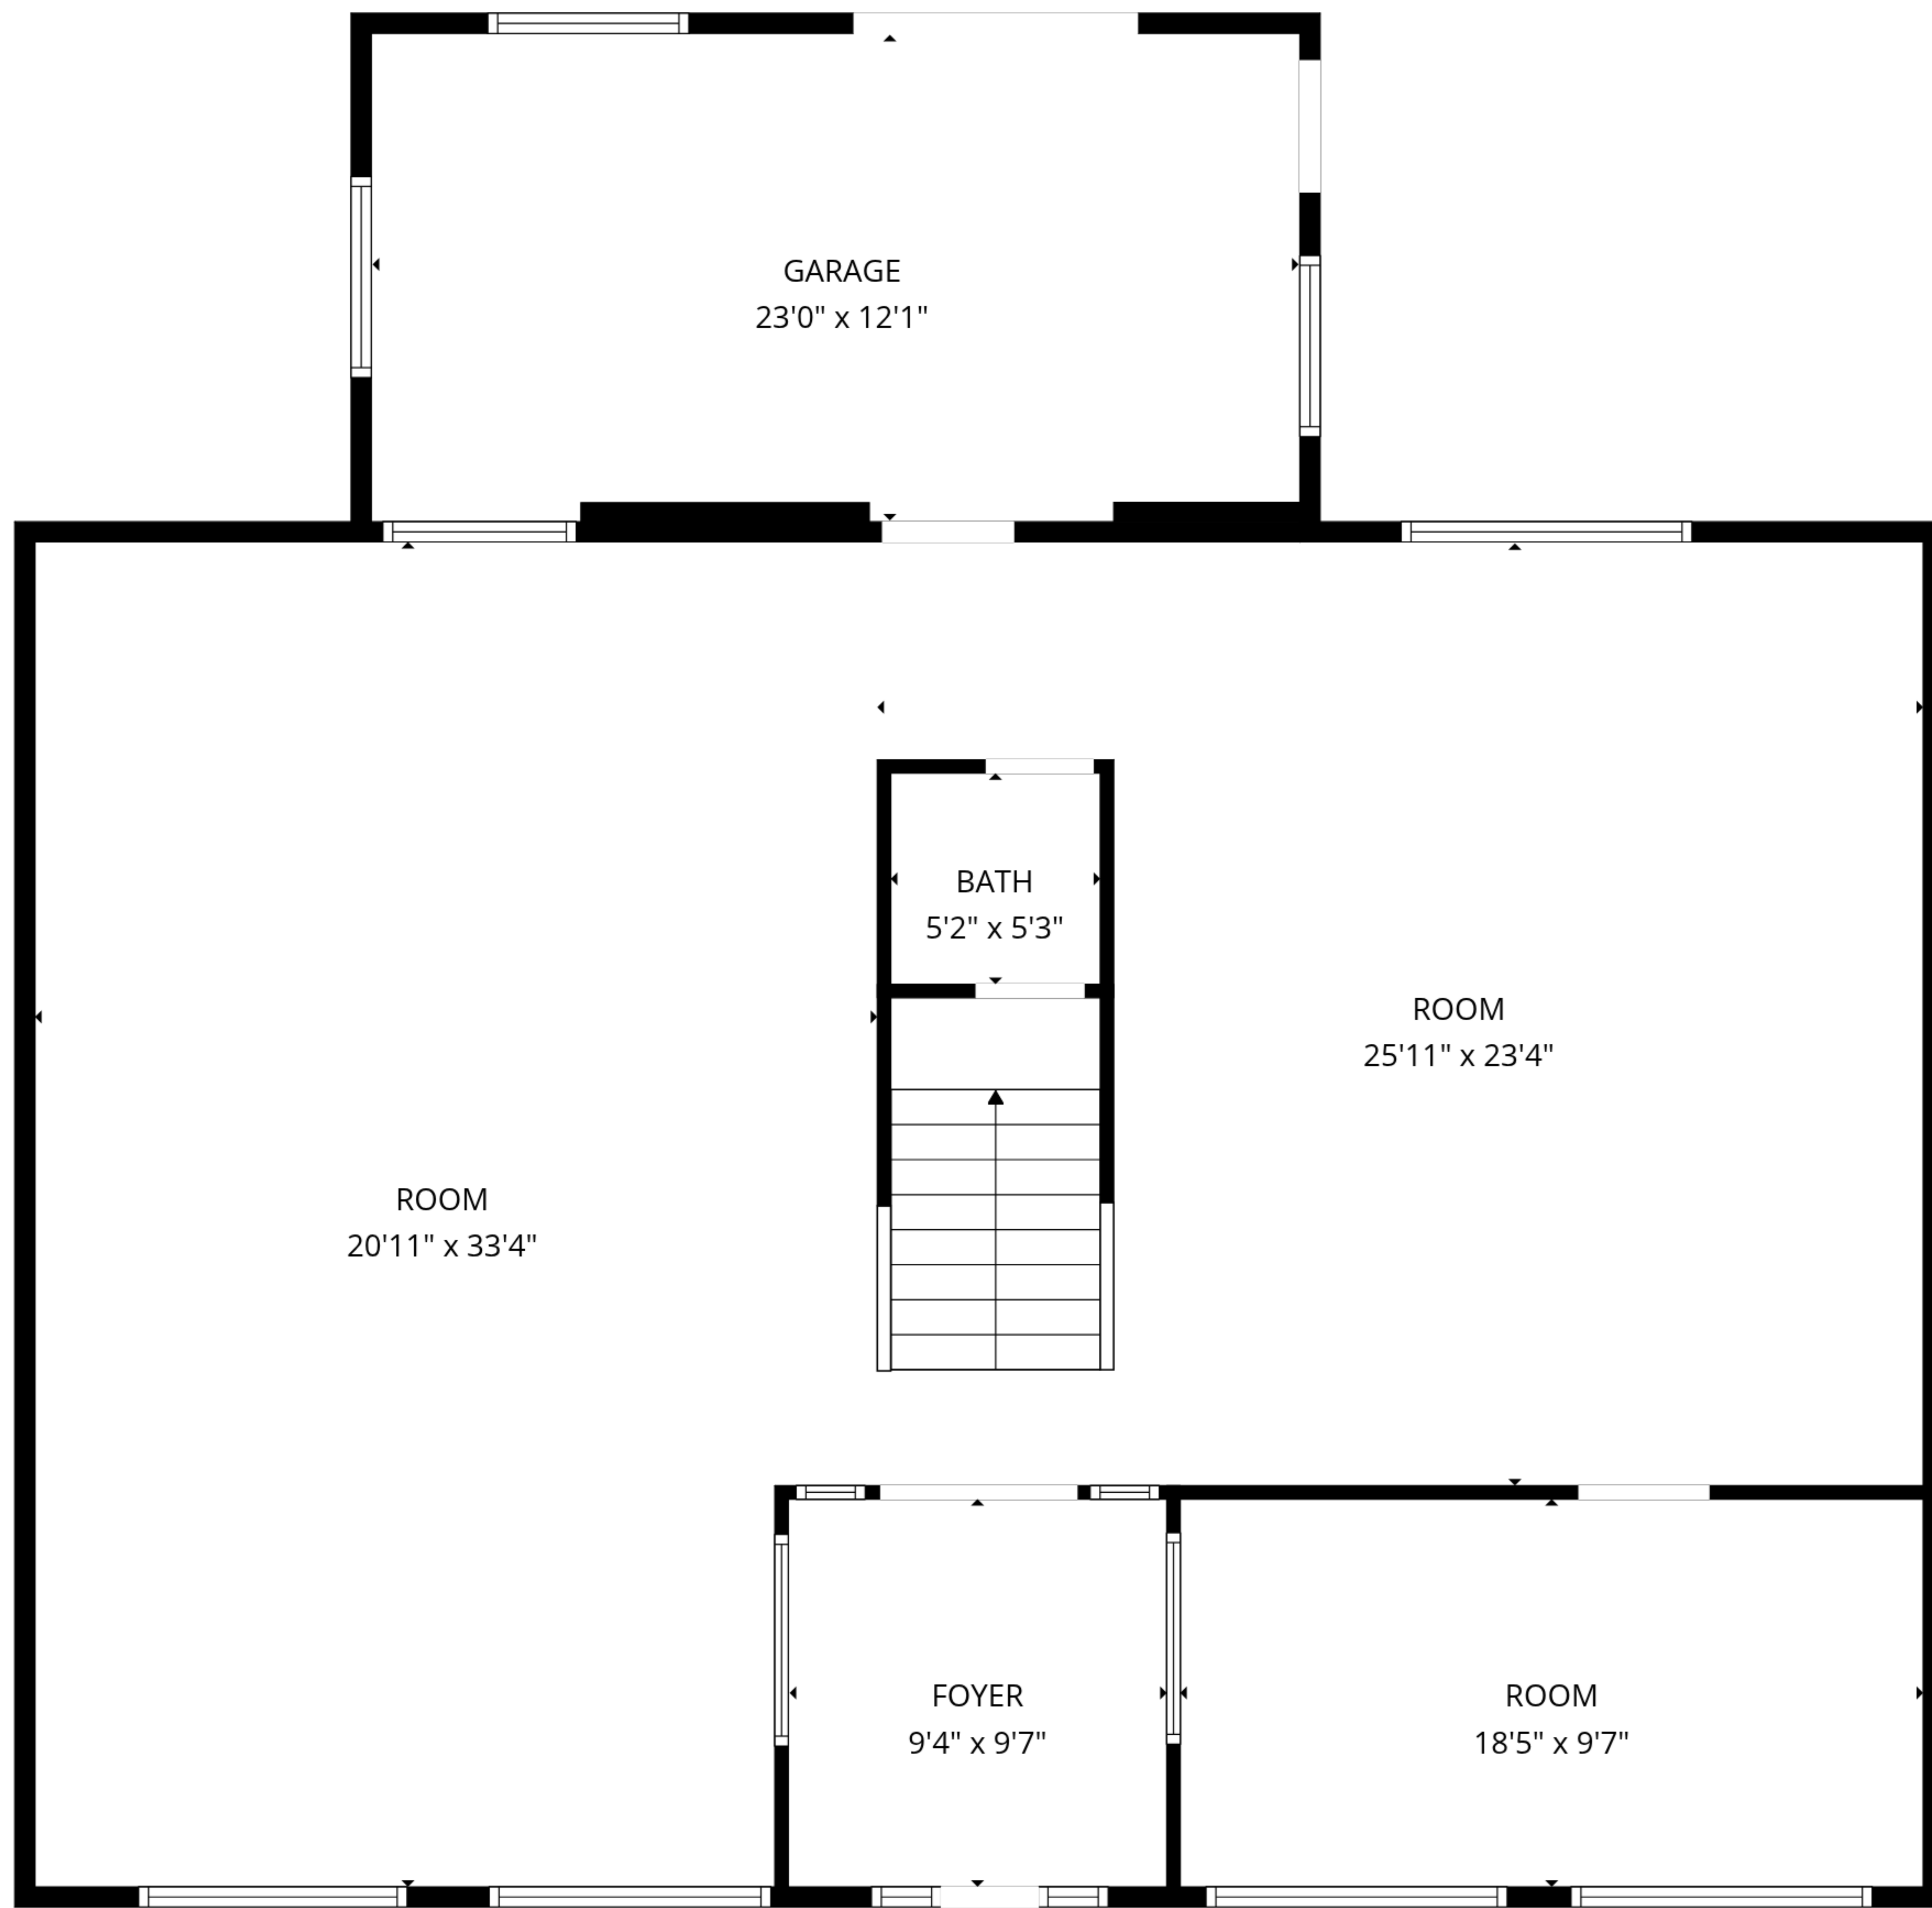 GARAGE
23'0" x 12'1"
BATH
5'2" x 5'3"
ROOM
25'11" x 23'4"
ROOM
20'11" x 33'4"
FOYER
9'4" x 9'7"
ROOM
18'5" x 9'7"